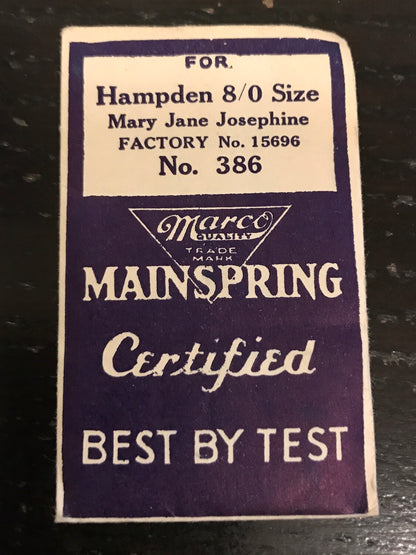 FOR
Hampden 8/0 Size
Mary Jane Josephine
FACTORY No. 15696
No. 386
Marco
QUALITY
TRADE
MARK
MAINSPRING
Certified
BEST BY TEST